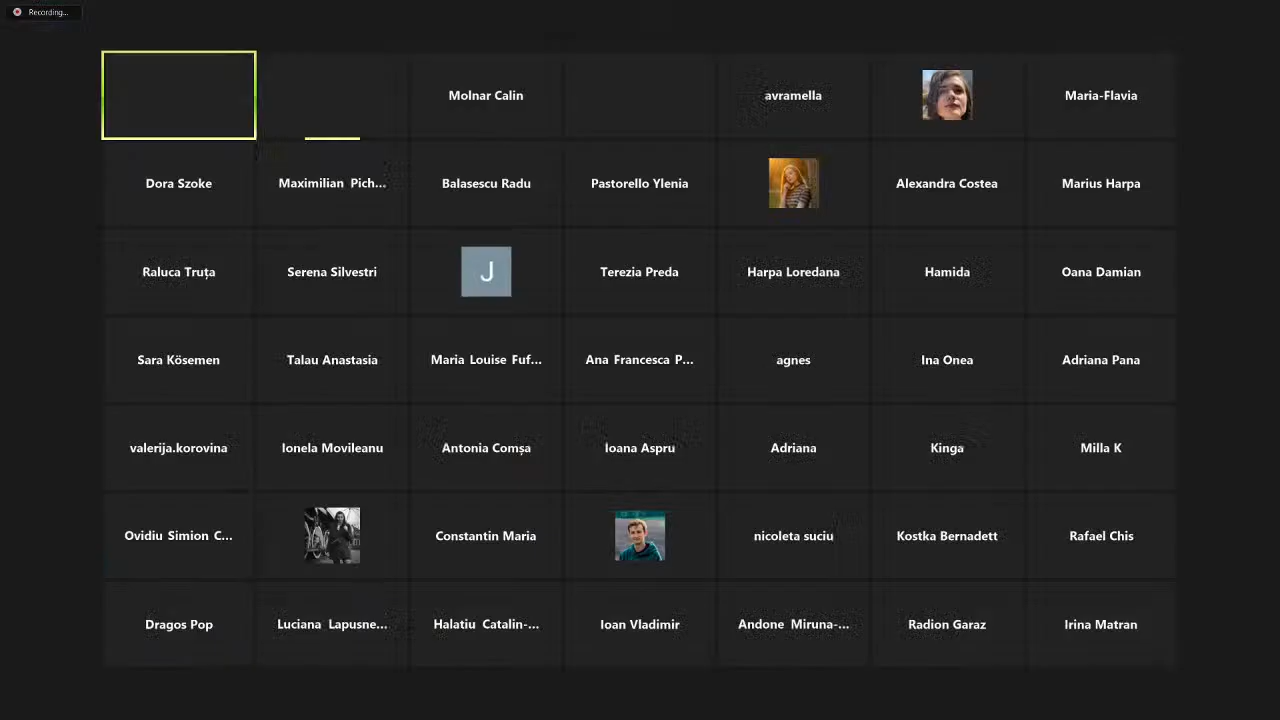 Recording...
Molnar Calin
avramella
Maria-Flavia
Dora Szoke
Maximilian Pich...
Balasescu Radu
Pastorello Ylenia
Alexandra Costea
Marius Harpa
Raluca Truța
Serena Silvestri
J
Terezia Preda
Harpa Loredana
Hamida
Oana Damian
Sara Kösemen
Talau Anastasia
Maria Louise Fuf...
Ana Francesca P...
agnes
Ina Onea
Adriana Pana
valerija.korovina
Ionela Movileanu
Antonia Comșa
Ioana Aspru
Adriana
Kinga
Milla K
Ovidiu Simion C...
Constantin Maria
nicoleta suciu
Kostka Bernadett
Rafael Chis
Dragos Pop
Luciana Lapusne...
Halatiu Catalin-...
Ioan Vladimir
Andone Miruna-...
Radion Garaz
Irina Matran